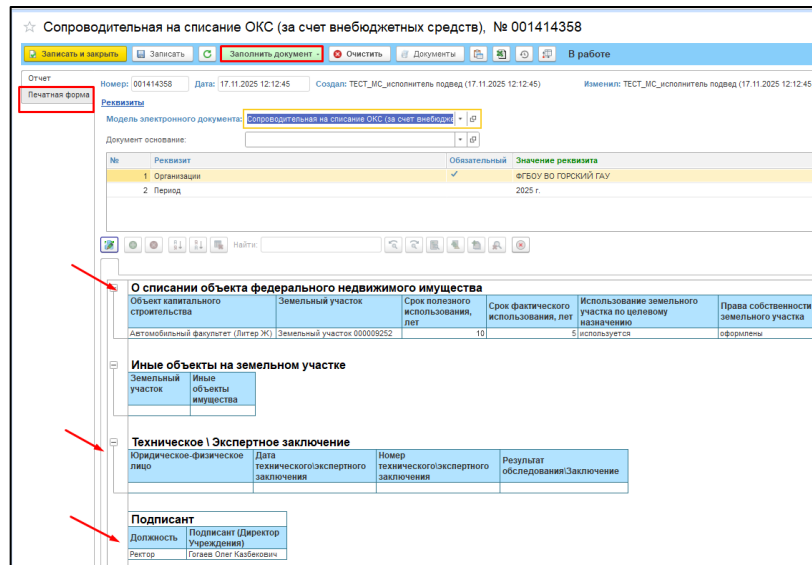 Сопроводительная на списание ОКС (за счет внебюджетных средств), № 001414358
Записать и закрыть Записать Заполнить документ Очистить Документы В работе
Отчет
Печатная форма
Номер: 001414358 Дата: 17.11.2025 12:12:45 Создал: ТЕСТ_МС_исполнитель подвед (17.11.2025 12:12:45) Изменил: ТЕСТ_МС_исполнитель подвед (17.11.2025 12:12:45
Реквизиты
Модель электронного документа: Сопроводительная на списание ОКС (за счет внебюдже
Документ основание:
№ Реквизит Обязательный Значение реквизита
1 Организации ФГБОУ ВО ГОРСКИЙ ГАУ
2 Период 2025 г.
Найти:
О списании объекта федерального недвижимого имущества
Объект капитального строительства Земельный участок Срок полезного использования, лет Срок фактического использования, лет Использование земельного участка по целевому назначению Права собственности земельного участка
Автомобильный факультет (Литер Ж) Земельный участок 000009252 10 5 используется оформлены
Иные объекты на земельном участке
Земельный участок Иные объекты имущества
Техническое \ Экспертное заключение
Юридическое-физическое лицо Дата технического\экспертного заключения Номер технического\экспертного заключения Результат обследования\Заключение
Подписант
Должность Подписант (Директор Учреждения)
Ректор Гогаев Олег Казбекович